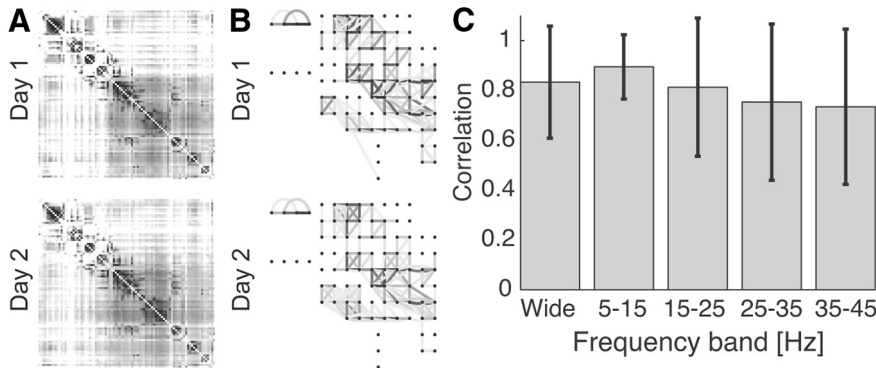 A
Day 1
Day 2
B
Day 1
Day 2
C
Correlation
1
0.8
0.6
0.4
0.2
0
Wide 5-15 15-25 25-35 35-45
Frequency band [Hz]